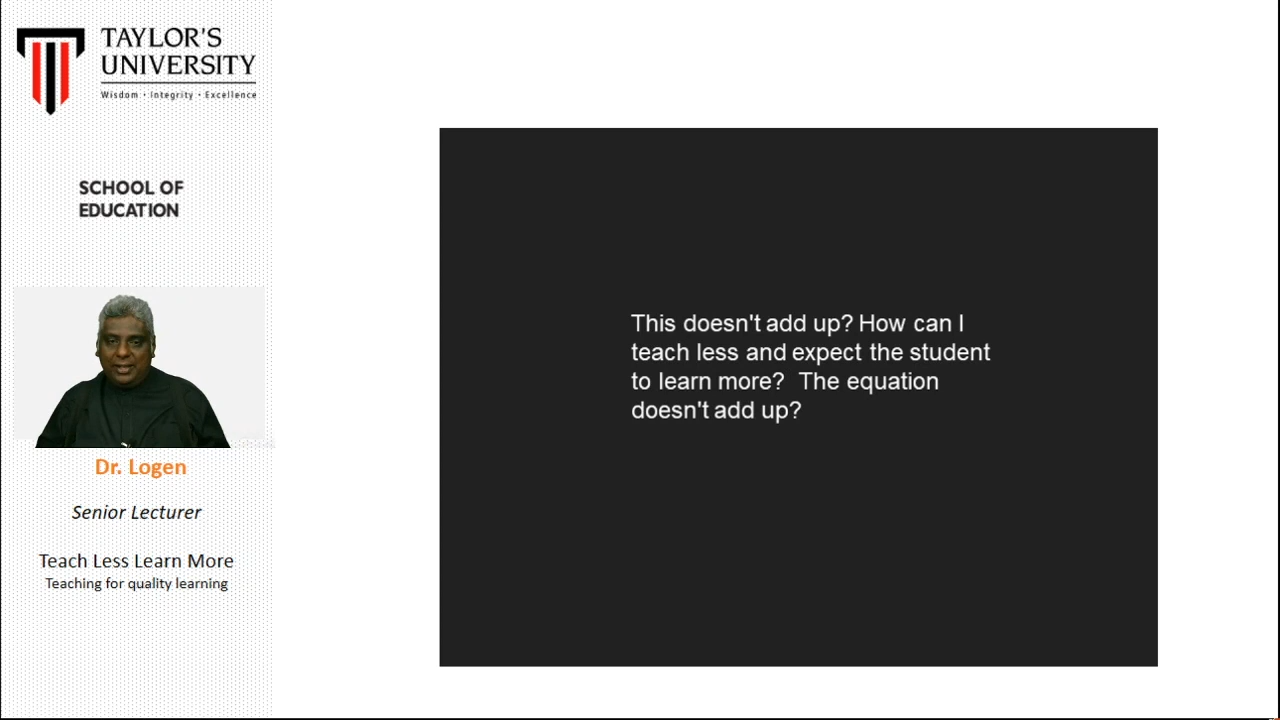 TAYLOR'S
UNIVERSITY
Wisdom · Integrity · Excellence
SCHOOL OF
EDUCATION
Dr. Logen
Senior Lecturer
Teach Less Learn More
Teaching for quality learning
This doesn't add up? How can I
teach less and expect the student
to learn more?  The equation
doesn't add up?